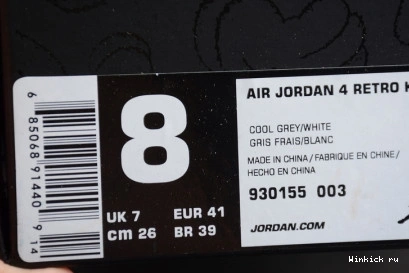 8
UK 7 EUR 41
cm 26 BR 39
6 85068 91440 9 14
AIR JORDAN 4 RETRO K
COOL GREY/WHITE
GRIS FRAIS/BLANC
MADE IN CHINA/FABRIQUE EN CHINE/
HECHO EN CHINA
930155 003
JORDAN.COM
Winkick ru